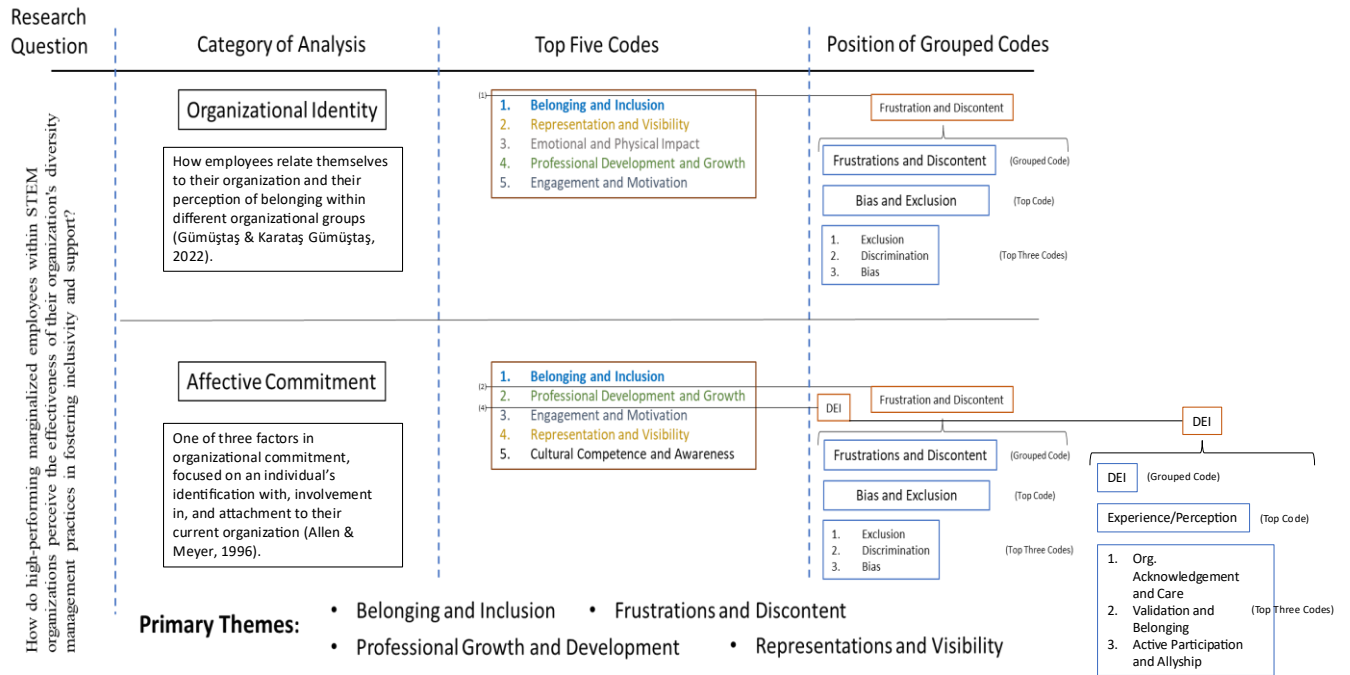 Research
Question
Category of Analysis
Top Five Codes
Position of Grouped Codes
How do high-performing marginalized employees within STEM
organizations perceive the effectiveness of their organization's diversity
management practices in fostering inclusivity and support?
Organizational Identity
How employees relate themselves
to their organization and their
perception of belonging within
different organizational groups
(Gümüştaş & Karataş Gümüştaş,
2022).
(1)
1. Belonging and Inclusion
2. Representation and Visibility
3. Emotional and Physical Impact
4. Professional Development and Growth
5. Engagement and Motivation
Frustration and Discontent
Frustrations and Discontent (Grouped Code)
Bias and Exclusion (Top Code)
1. Exclusion
2. Discrimination
3. Bias
(Top Three Codes)
Affective Commitment
One of three factors in
organizational commitment,
focused on an individual's
identification with, involvement
in, and attachment to their
current organization (Allen &
Meyer, 1996).
(2)
(4)
1. Belonging and Inclusion
2. Professional Development and Growth
3. Engagement and Motivation
4. Representation and Visibility
5. Cultural Competence and Awareness
DEI
Frustration and Discontent
Frustrations and Discontent (Grouped Code)
Bias and Exclusion (Top Code)
1. Exclusion
2. Discrimination
3. Bias
(Top Three Codes)
DEI
DEI (Grouped Code)
Experience/Perception (Top Code)
1. Org.
Acknowledgement
and Care
2. Validation and
Belonging
3. Active Participation
and Allyship
(Top Three Codes)
Primary Themes:
• Belonging and Inclusion • Frustrations and Discontent
• Professional Growth and Development • Representations and Visibility